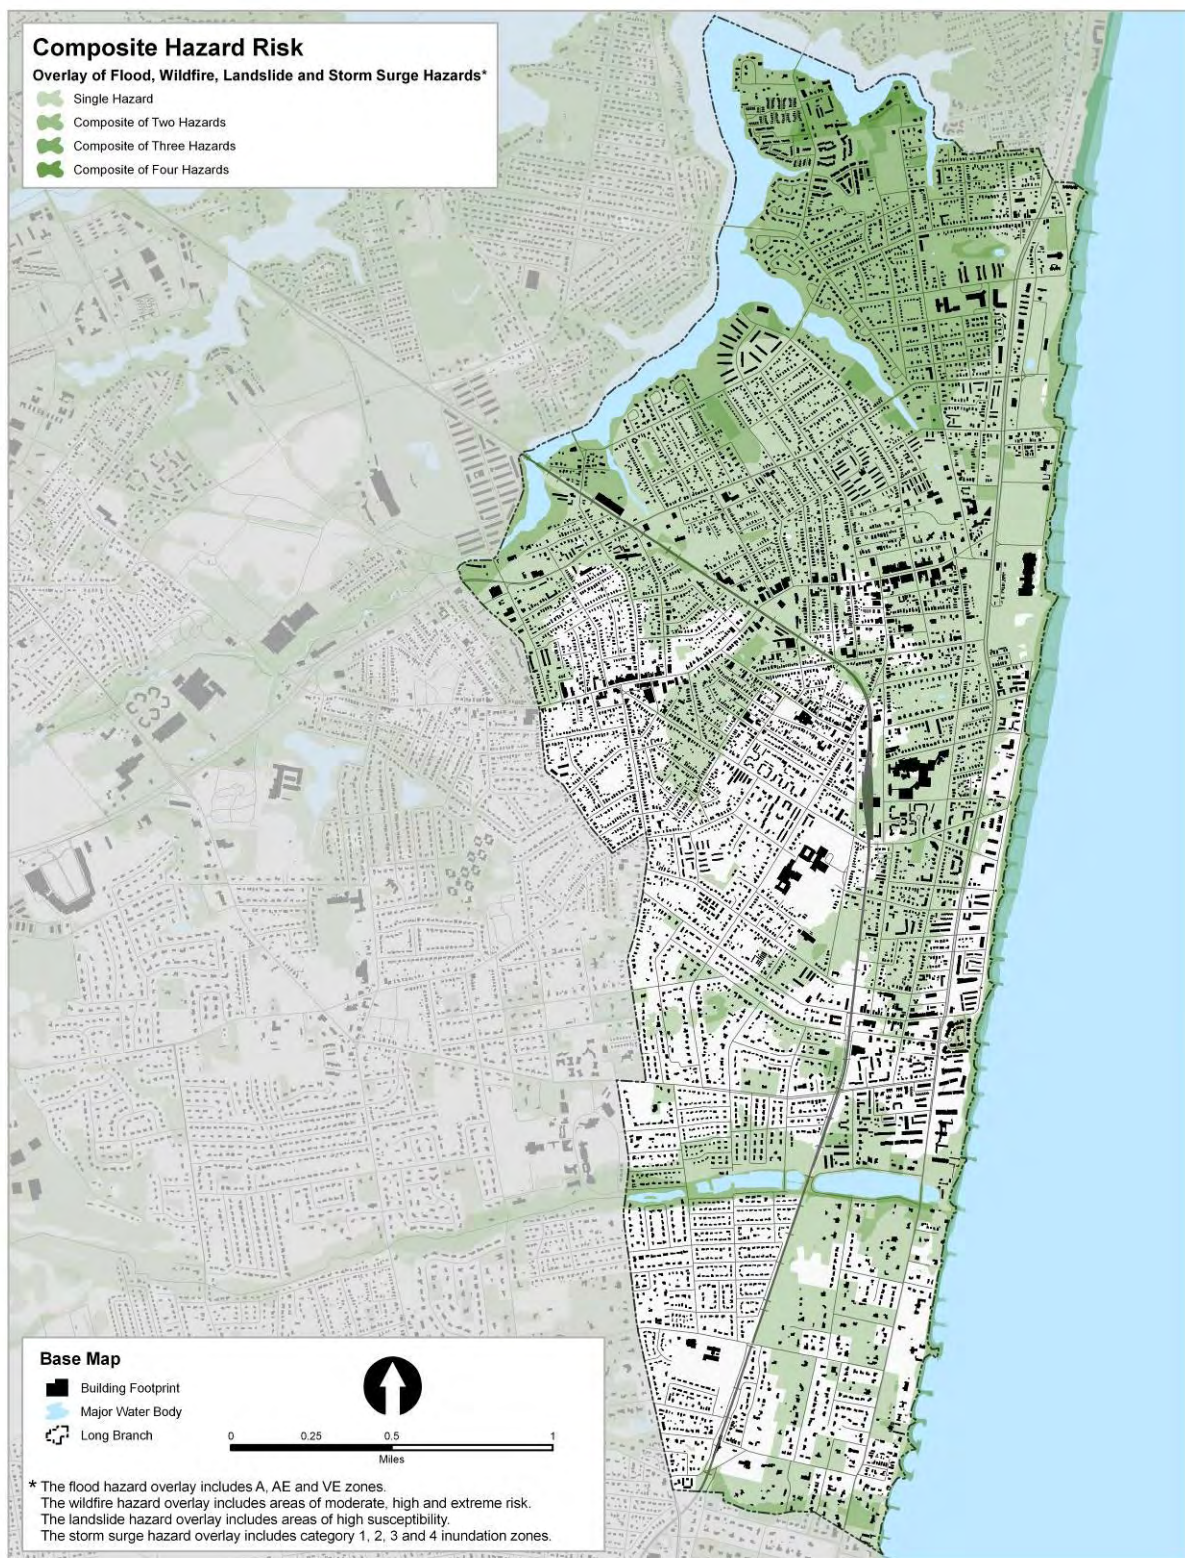 Composite Hazard Risk
Overlay of Flood, Wildfire, Landslide and Storm Surge Hazards*
Single Hazard
Composite of Two Hazards
Composite of Three Hazards
Composite of Four Hazards
Base Map
Building Footprint
Major Water Body
Long Branch
0 0.25 0.5 1
Miles
* The flood hazard overlay includes A, AE and VE zones.
The wildfire hazard overlay includes areas of moderate, high and extreme risk.
The landslide hazard overlay includes areas of high susceptibility.
The storm surge hazard overlay includes category 1, 2, 3 and 4 inundation zones.